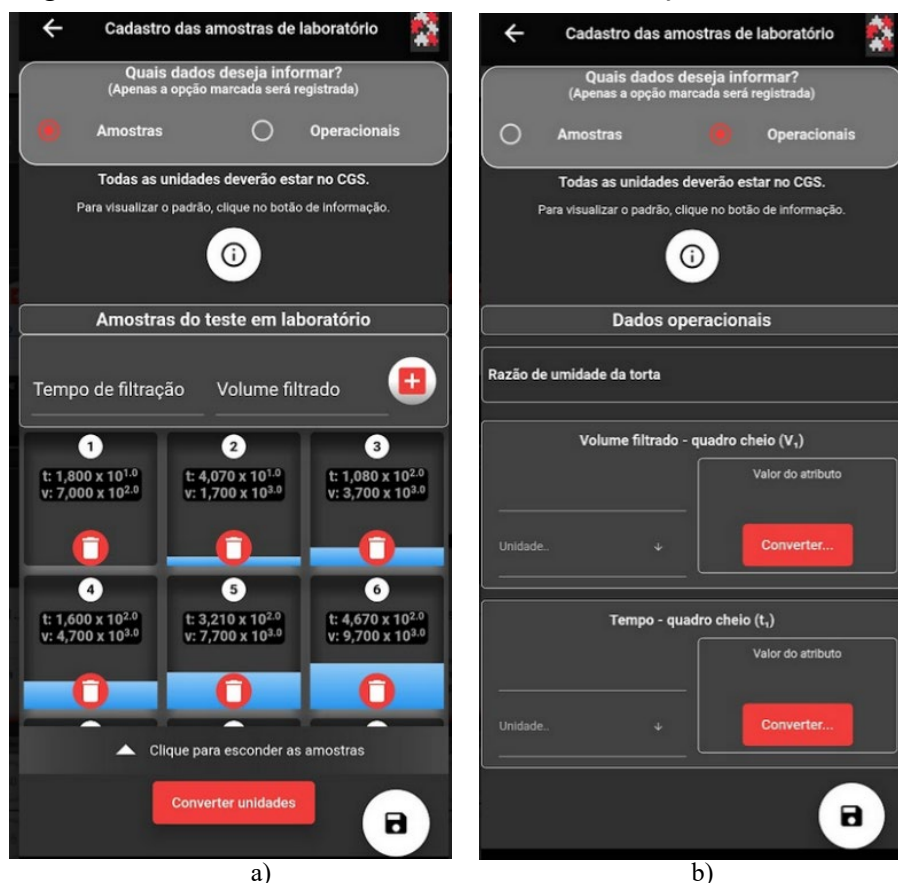 Cadastro das amostras de laboratório
Quais dados deseja informar?
(Apenas a opção marcada será registrada)
Amostras
Operacionais
Todas as unidades deverão estar no CGS.
Para visualizar o padrão, clique no botão de informação.
Amostras do teste em laboratório
Tempo de filtração
Volume filtrado
1
t: 1,800 x 10^1.0
v: 7,000 x 10^2.0
2
t: 4,070 x 10^1.0
v: 1,700 x 10^3.0
3
t: 1,080 x 10^2.0
v: 3,700 x 10^3.0
4
t: 1,600 x 10^2.0
v: 4,700 x 10^3.0
5
t: 3,210 x 10^2.0
v: 7,700 x 10^3.0
6
t: 4,670 x 10^2.0
v: 9,700 x 10^3.0
Clique para esconder as amostras
Converter unidades
a)
Cadastro das amostras de laboratório
Quais dados deseja informar?
(Apenas a opção marcada será registrada)
Amostras
Operacionais
Todas as unidades deverão estar no CGS.
Para visualizar o padrão, clique no botão de informação.
Dados operacionais
Razão de umidade da torta
Volume filtrado - quadro cheio (V₁)
Valor do atributo
Unidade..
Converter...
Tempo - quadro cheio (t₁)
Valor do atributo
Unidade..
Converter...
b)